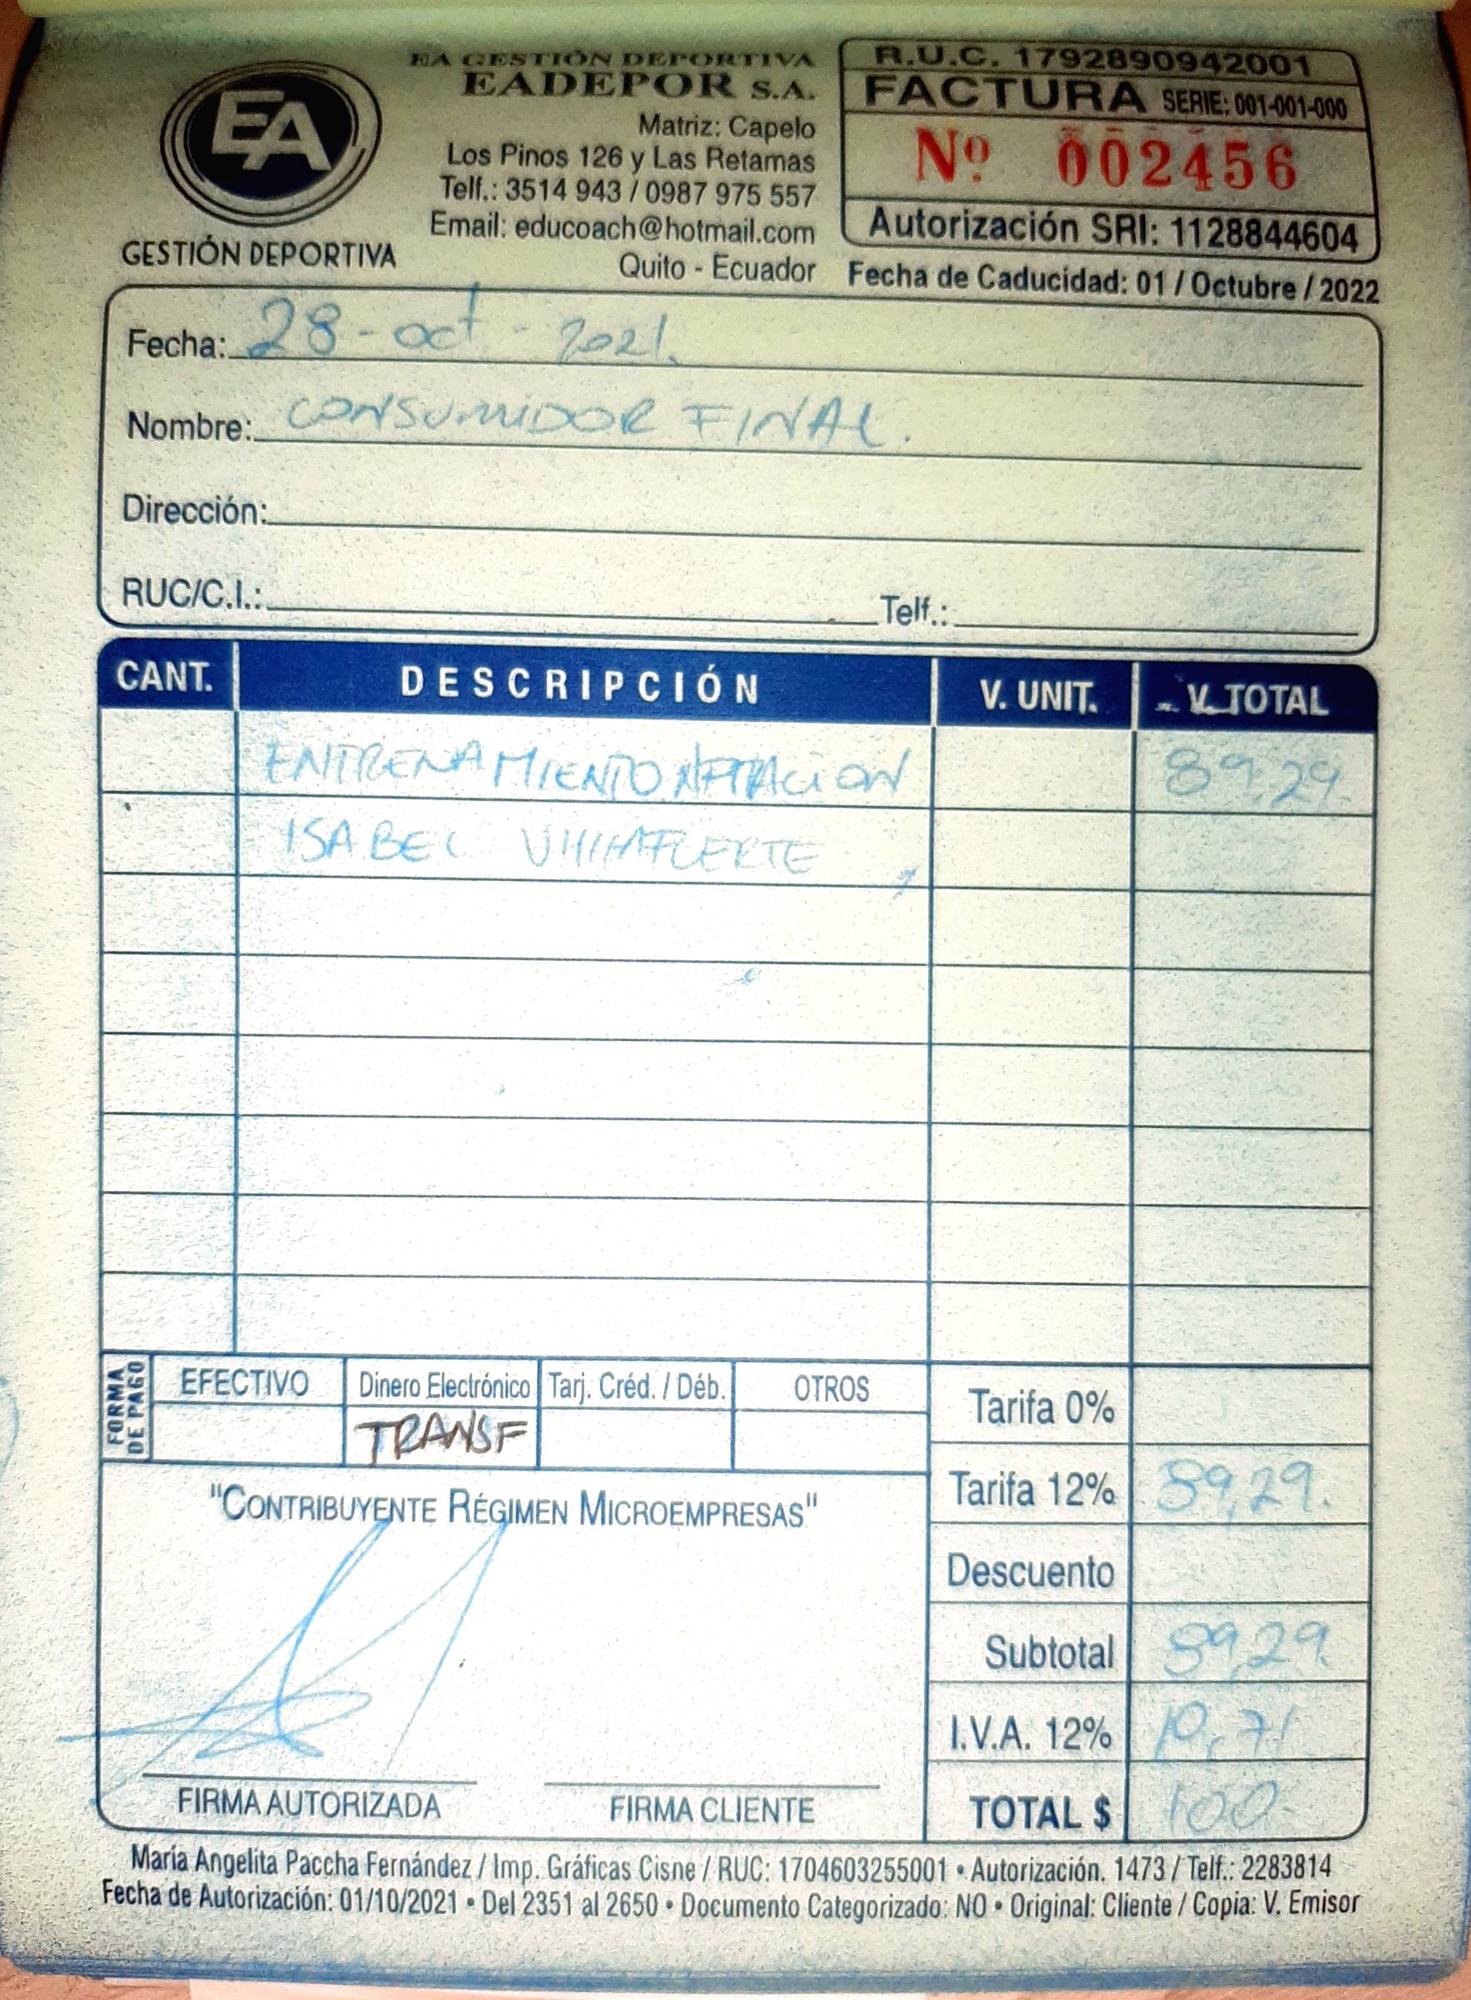 EA GESTIÓN DEPORTIVA
EADEPOR S.A.
Matriz: Capelo
Los Pinos 126 y Las Retamas
Telf.: 3514 943 / 0987 975 557
Email: educoach@hotmail.com
Quito - Ecuador
EA
GESTIÓN DEPORTIVA
R.U.C. 1792890942001
FACTURA SERIE: 001-001-000
Nº 002456
Autorización SRI: 1128844604
Fecha de Caducidad: 01 / Octubre / 2022
Fecha: 28-oct-2021.
Nombre: CONSUMIDOR FINAL.
Dirección:
RUC/C.I.: Telf.:
CANT. DESCRIPCIÓN V. UNIT. V. TOTAL
ENTRENAMIENTO NATACION 89,29.
ISABEL VILLAFUERTE
FORMA DE PAGO
EFECTIVO Dinero Electrónico Tarj. Créd. / Déb. OTROS
TRANSF
Tarifa 0%
Tarifa 12% 89,29.
Descuento
Subtotal 89,29
I.V.A. 12% 10,71
TOTAL $ 100.
"CONTRIBUYENTE RÉGIMEN MICROEMPRESAS"
FIRMA AUTORIZADA FIRMA CLIENTE
María Angelita Paccha Fernández / Imp. Gráficas Cisne / RUC: 1704603255001 • Autorización. 1473 / Telf.: 2283814
Fecha de Autorización: 01/10/2021 • Del 2351 al 2650 • Documento Categorizado: NO • Original: Cliente / Copia: V. Emisor